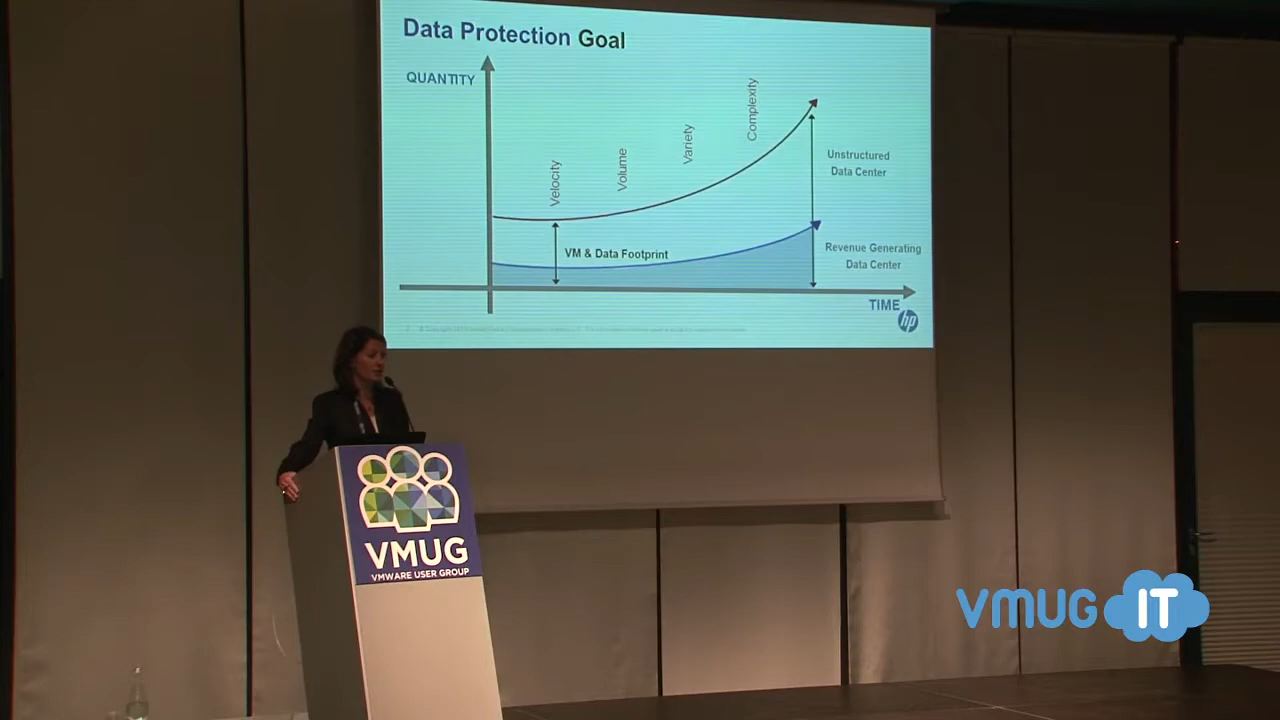 Data Protection Goal
QUANTITY
Velocity
Volume
Variety
Complexity
Unstructured
Data Center
VM & Data Footprint
Revenue Generating
Data Center
TIME
hp
VMUG
VMWARE USER GROUP
vmug IT